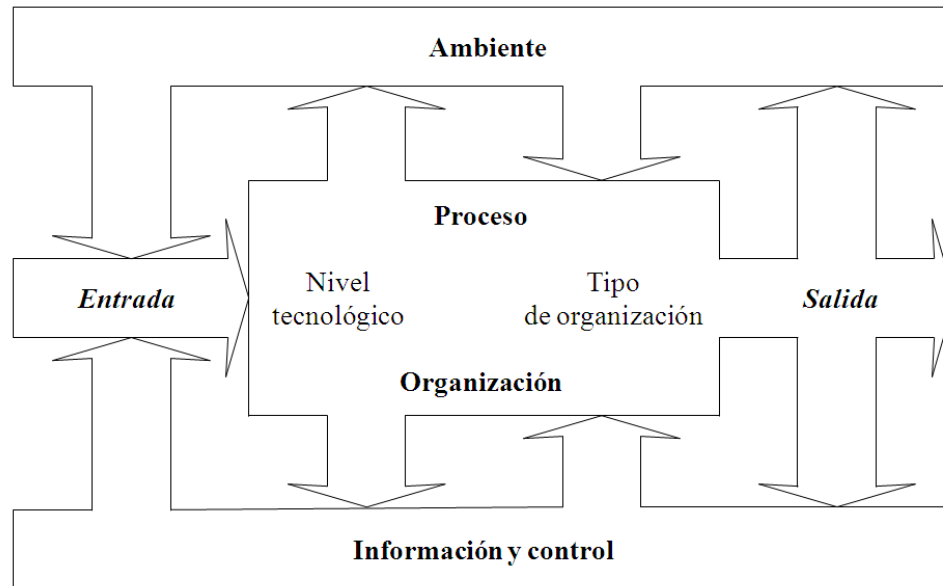 Ambiente
Proceso
Entrada
Nivel
tecnológico
Tipo
de organización
Salida
Organización
Información y control